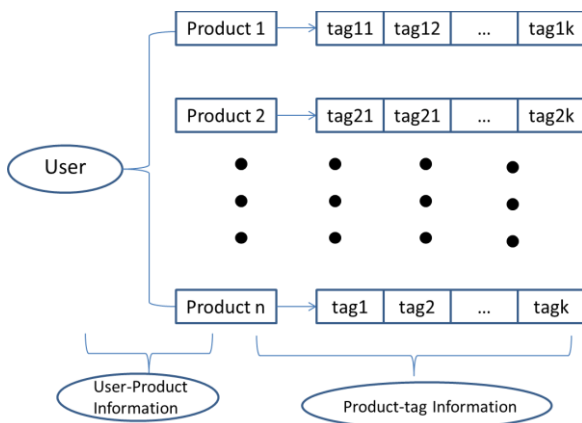 Product 1 tag11 tag12 ... tag1k
Product 2 tag21 tag21 ... tag2k
User
Product n tag1 tag2 ... tagk
User-Product
Information
Product-tag Information